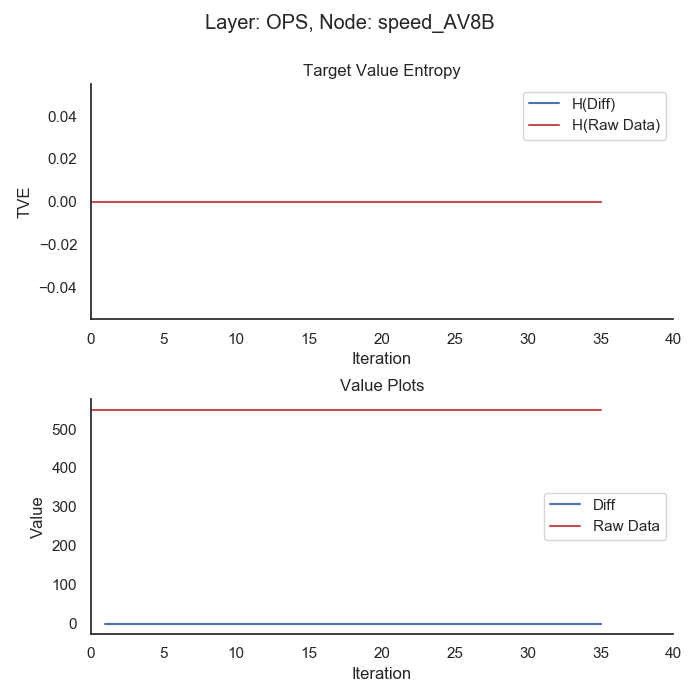 Layer: OPS, Node: speed_AV8B
Target Value Entropy
H(Diff)
H(Raw Data)
0.04
0.02
0.00
−0.02
−0.04
TVE
0 5 10 15 20 25 30 35 40
Iteration
Value Plots
500
400
300
200
100
0
Value
Diff
Raw Data
0 5 10 15 20 25 30 35 40
Iteration